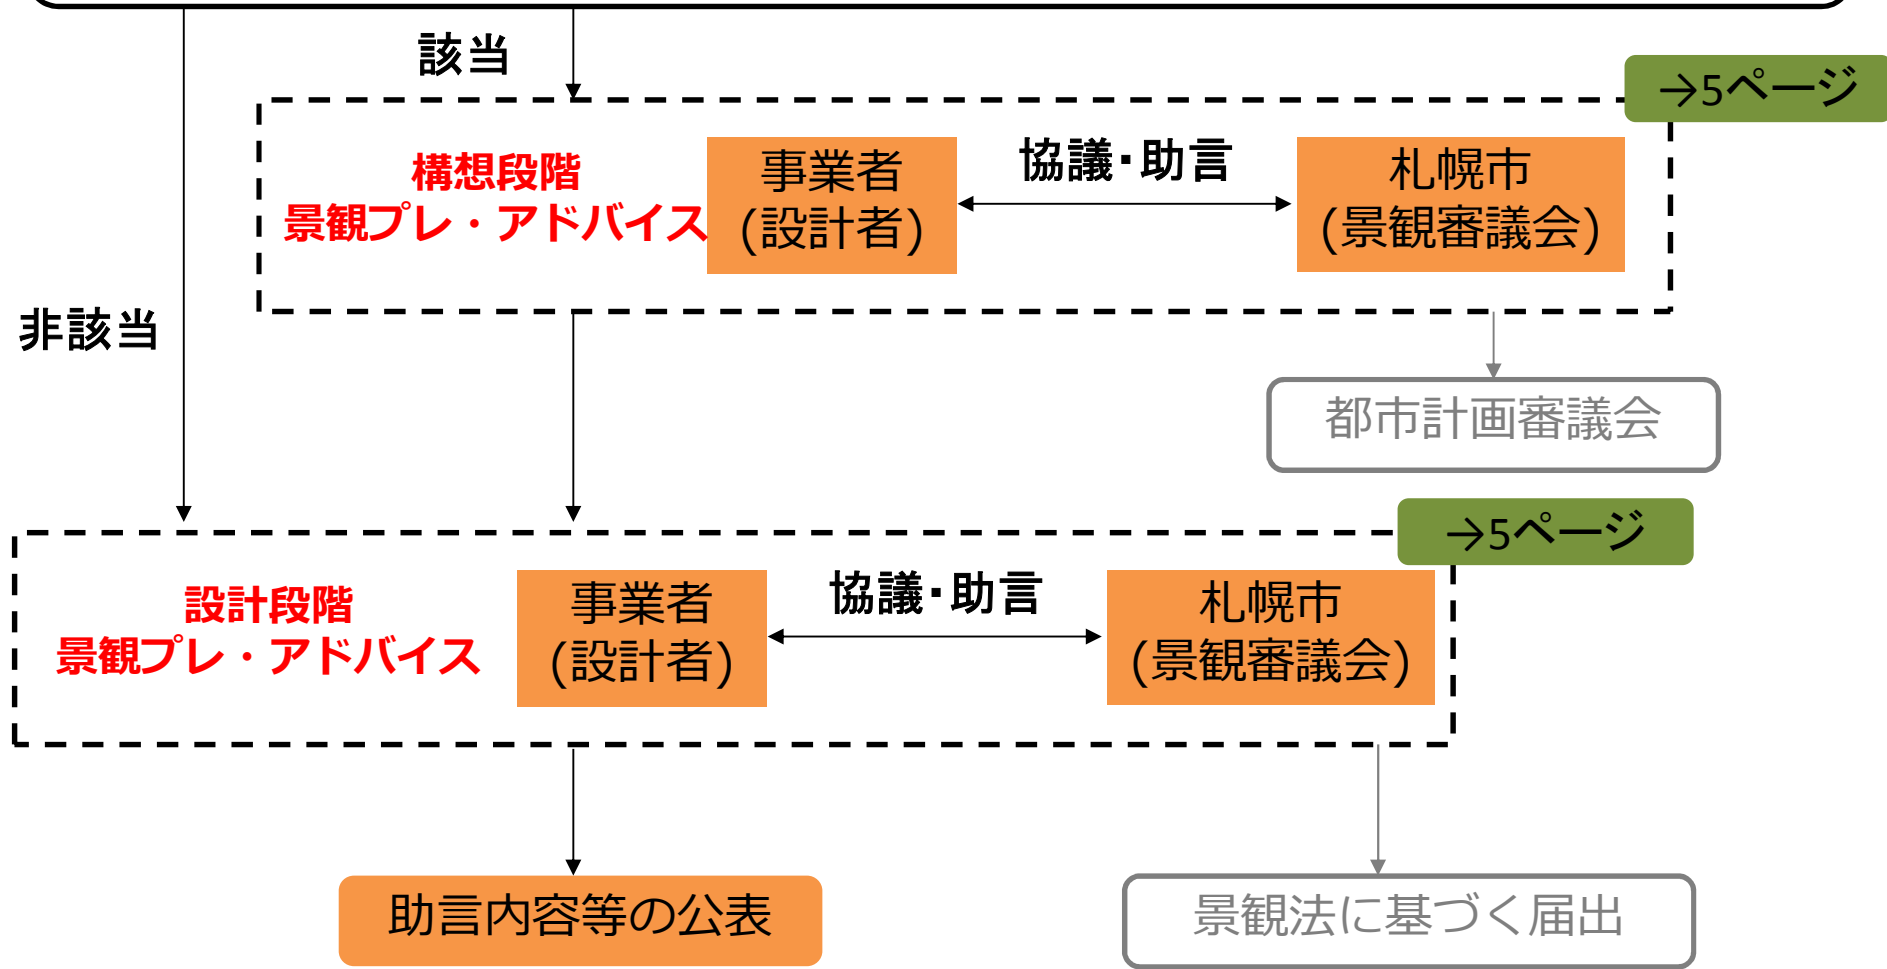 該当
→5ページ
構想段階
景観プレ・アドバイス
事業者
(設計者)
協議・助言
札幌市
(景観審議会)
非該当
都市計画審議会
→5ページ
設計段階
景観プレ・アドバイス
事業者
(設計者)
協議・助言
札幌市
(景観審議会)
助言内容等の公表
景観法に基づく届出